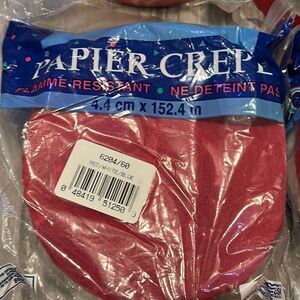 PAPIER-CREPE
FLAMME-RESISTANT • NE DETEINT PAS
4.4 cm x 152.4 m
6204/60
RED/WHITE/BLUE
0 48419 51250 9